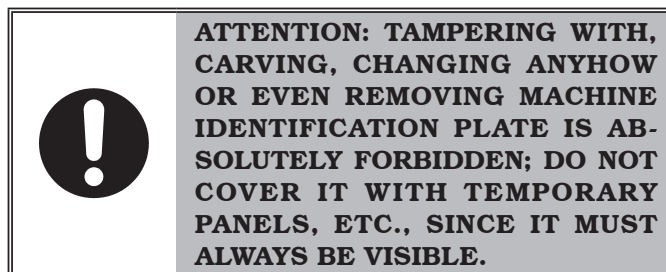 ATTENTION: TAMPERING WITH,
CARVING, CHANGING ANYHOW
OR EVEN REMOVING MACHINE
IDENTIFICATION PLATE IS AB-
SOLUTELY FORBIDDEN; DO NOT
COVER IT WITH TEMPORARY
PANELS, ETC., SINCE IT MUST
ALWAYS BE VISIBLE.